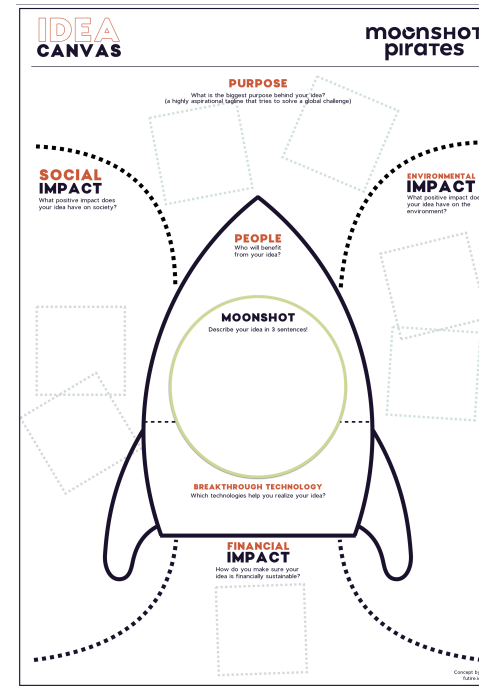 IDEA
CANVAS
moonshot
pirates
PURPOSE
What is the biggest purpose behind your idea?
(a highly aspirational tagline that tries to solve a global challenge)
SOCIAL
IMPACT
What positive impact does
your idea have on society?
ENVIRONMENTAL
IMPACT
What positive impact doe
your idea have on the
environment?
PEOPLE
Who will benefit
from your idea?
MOONSHOT
Describe your idea in 3 sentences!
BREAKTHROUGH TECHNOLOGY
Which technologies help you realize your idea?
FINANCIAL
IMPACT
How do you make sure your
idea is financially sustainable?
Concept by